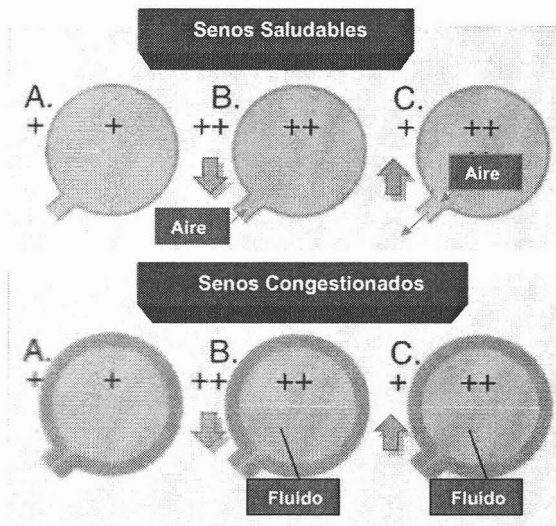 Senos Saludables
A. B. C.
+ + ++ ++ + ++
Aire
Aire
Senos Congestionados
A. B. C.
+ + ++ ++ + ++
Fluido Fluido